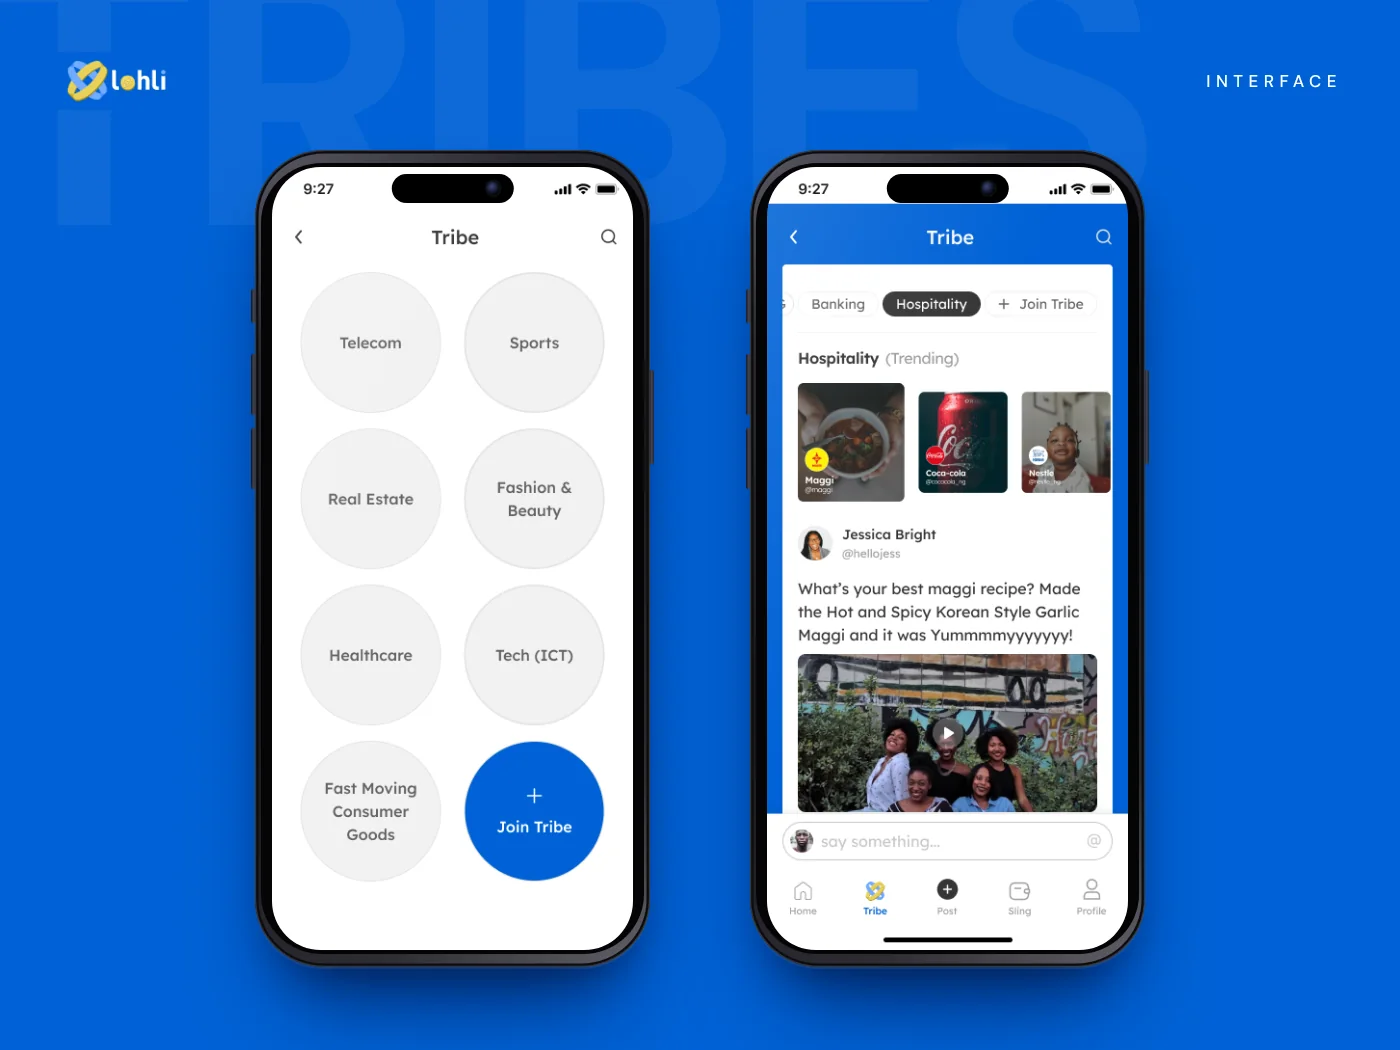 TRIBES
lohli
INTERFACE
9:27
Tribe
Telecom
Sports
Real Estate
Fashion &
Beauty
Healthcare
Tech (ICT)
Fast Moving
Consumer
Goods
+
Join Tribe
9:27
Tribe
G
Banking
Hospitality
+ Join Tribe
Hospitality (Trending)
Maggi
@maggi
Coca-cola
@cococola_ng
Nestle
@nestle_ng
Jessica Bright
@hellojess
What's your best maggi recipe? Made
the Hot and Spicy Korean Style Garlic
Maggi and it was Yummmmyyyyyyy!
say something...
@
Home
Tribe
Post
Sling
Profile